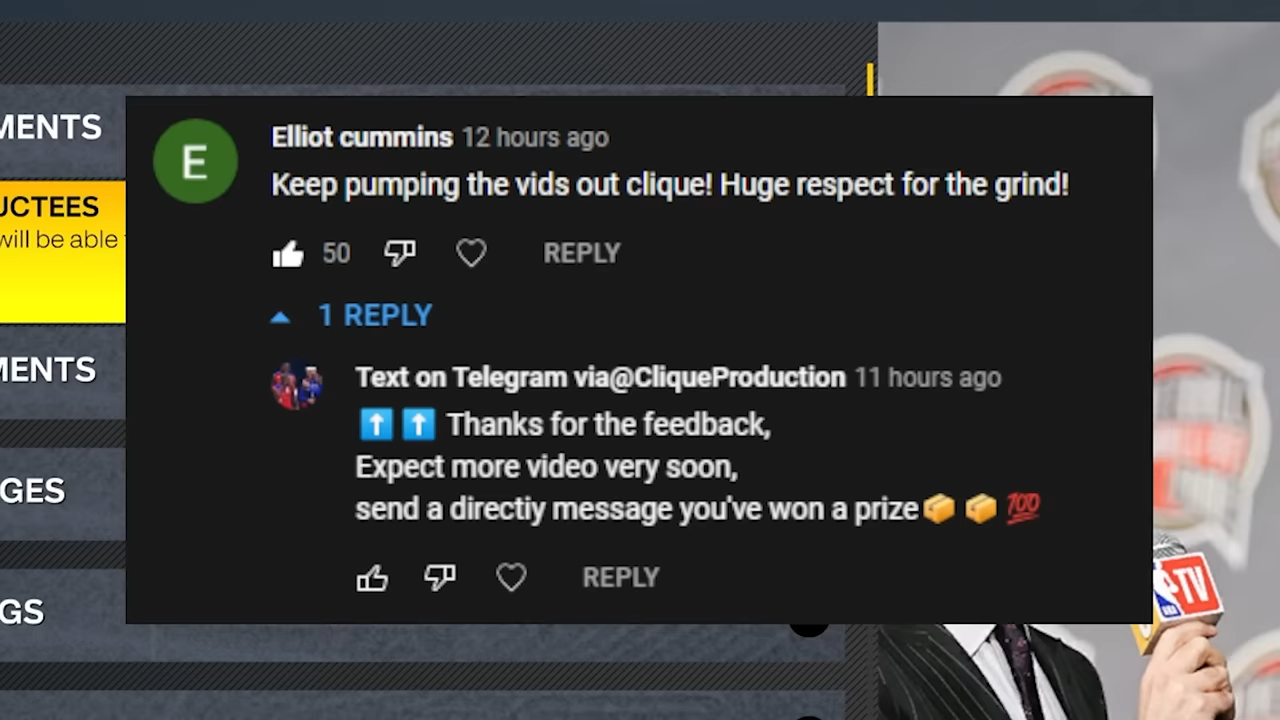 MENTS
UCTEES
will be able
MENTS
GES
GS
E
Elliot cummins 12 hours ago
Keep pumping the vids out clique! Huge respect for the grind!
50 REPLY
1 REPLY
Text on Telegram via@CliqueProduction 11 hours ago
⬆️ ⬆️ Thanks for the feedback,
Expect more video very soon,
send a directiy message you've won a prize📦 📦 💯
REPLY
TV